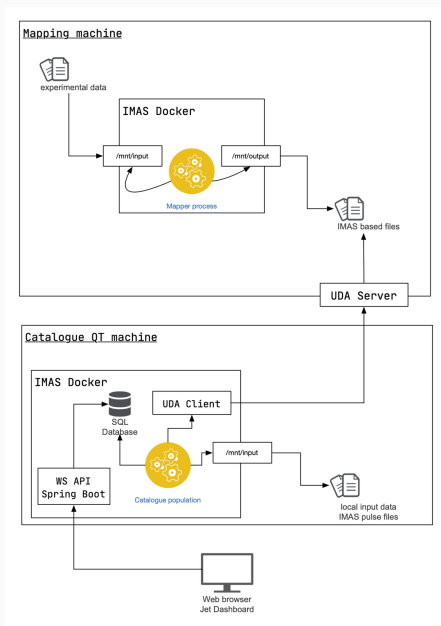 Mapping machine
experimental data
IMAS Docker
/mnt/input
/mnt/output
Mapper process
IMAS based files
UDA Server
Catalogue QT machine
IMAS Docker
UDA Client
SQL
Database
/mnt/input
WS API
Spring Boot
Catalogue population
local input data
IMAS pulse files
Web browser
Jet Dashboard